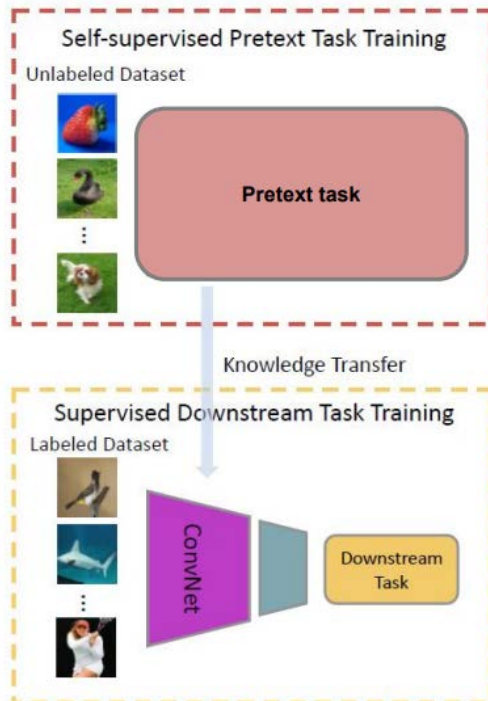 Self-supervised Pretext Task Training
Unlabeled Dataset
Pretext task
...
Knowledge Transfer
Supervised Downstream Task Training
Labeled Dataset
ConvNet
Downstream
Task
...